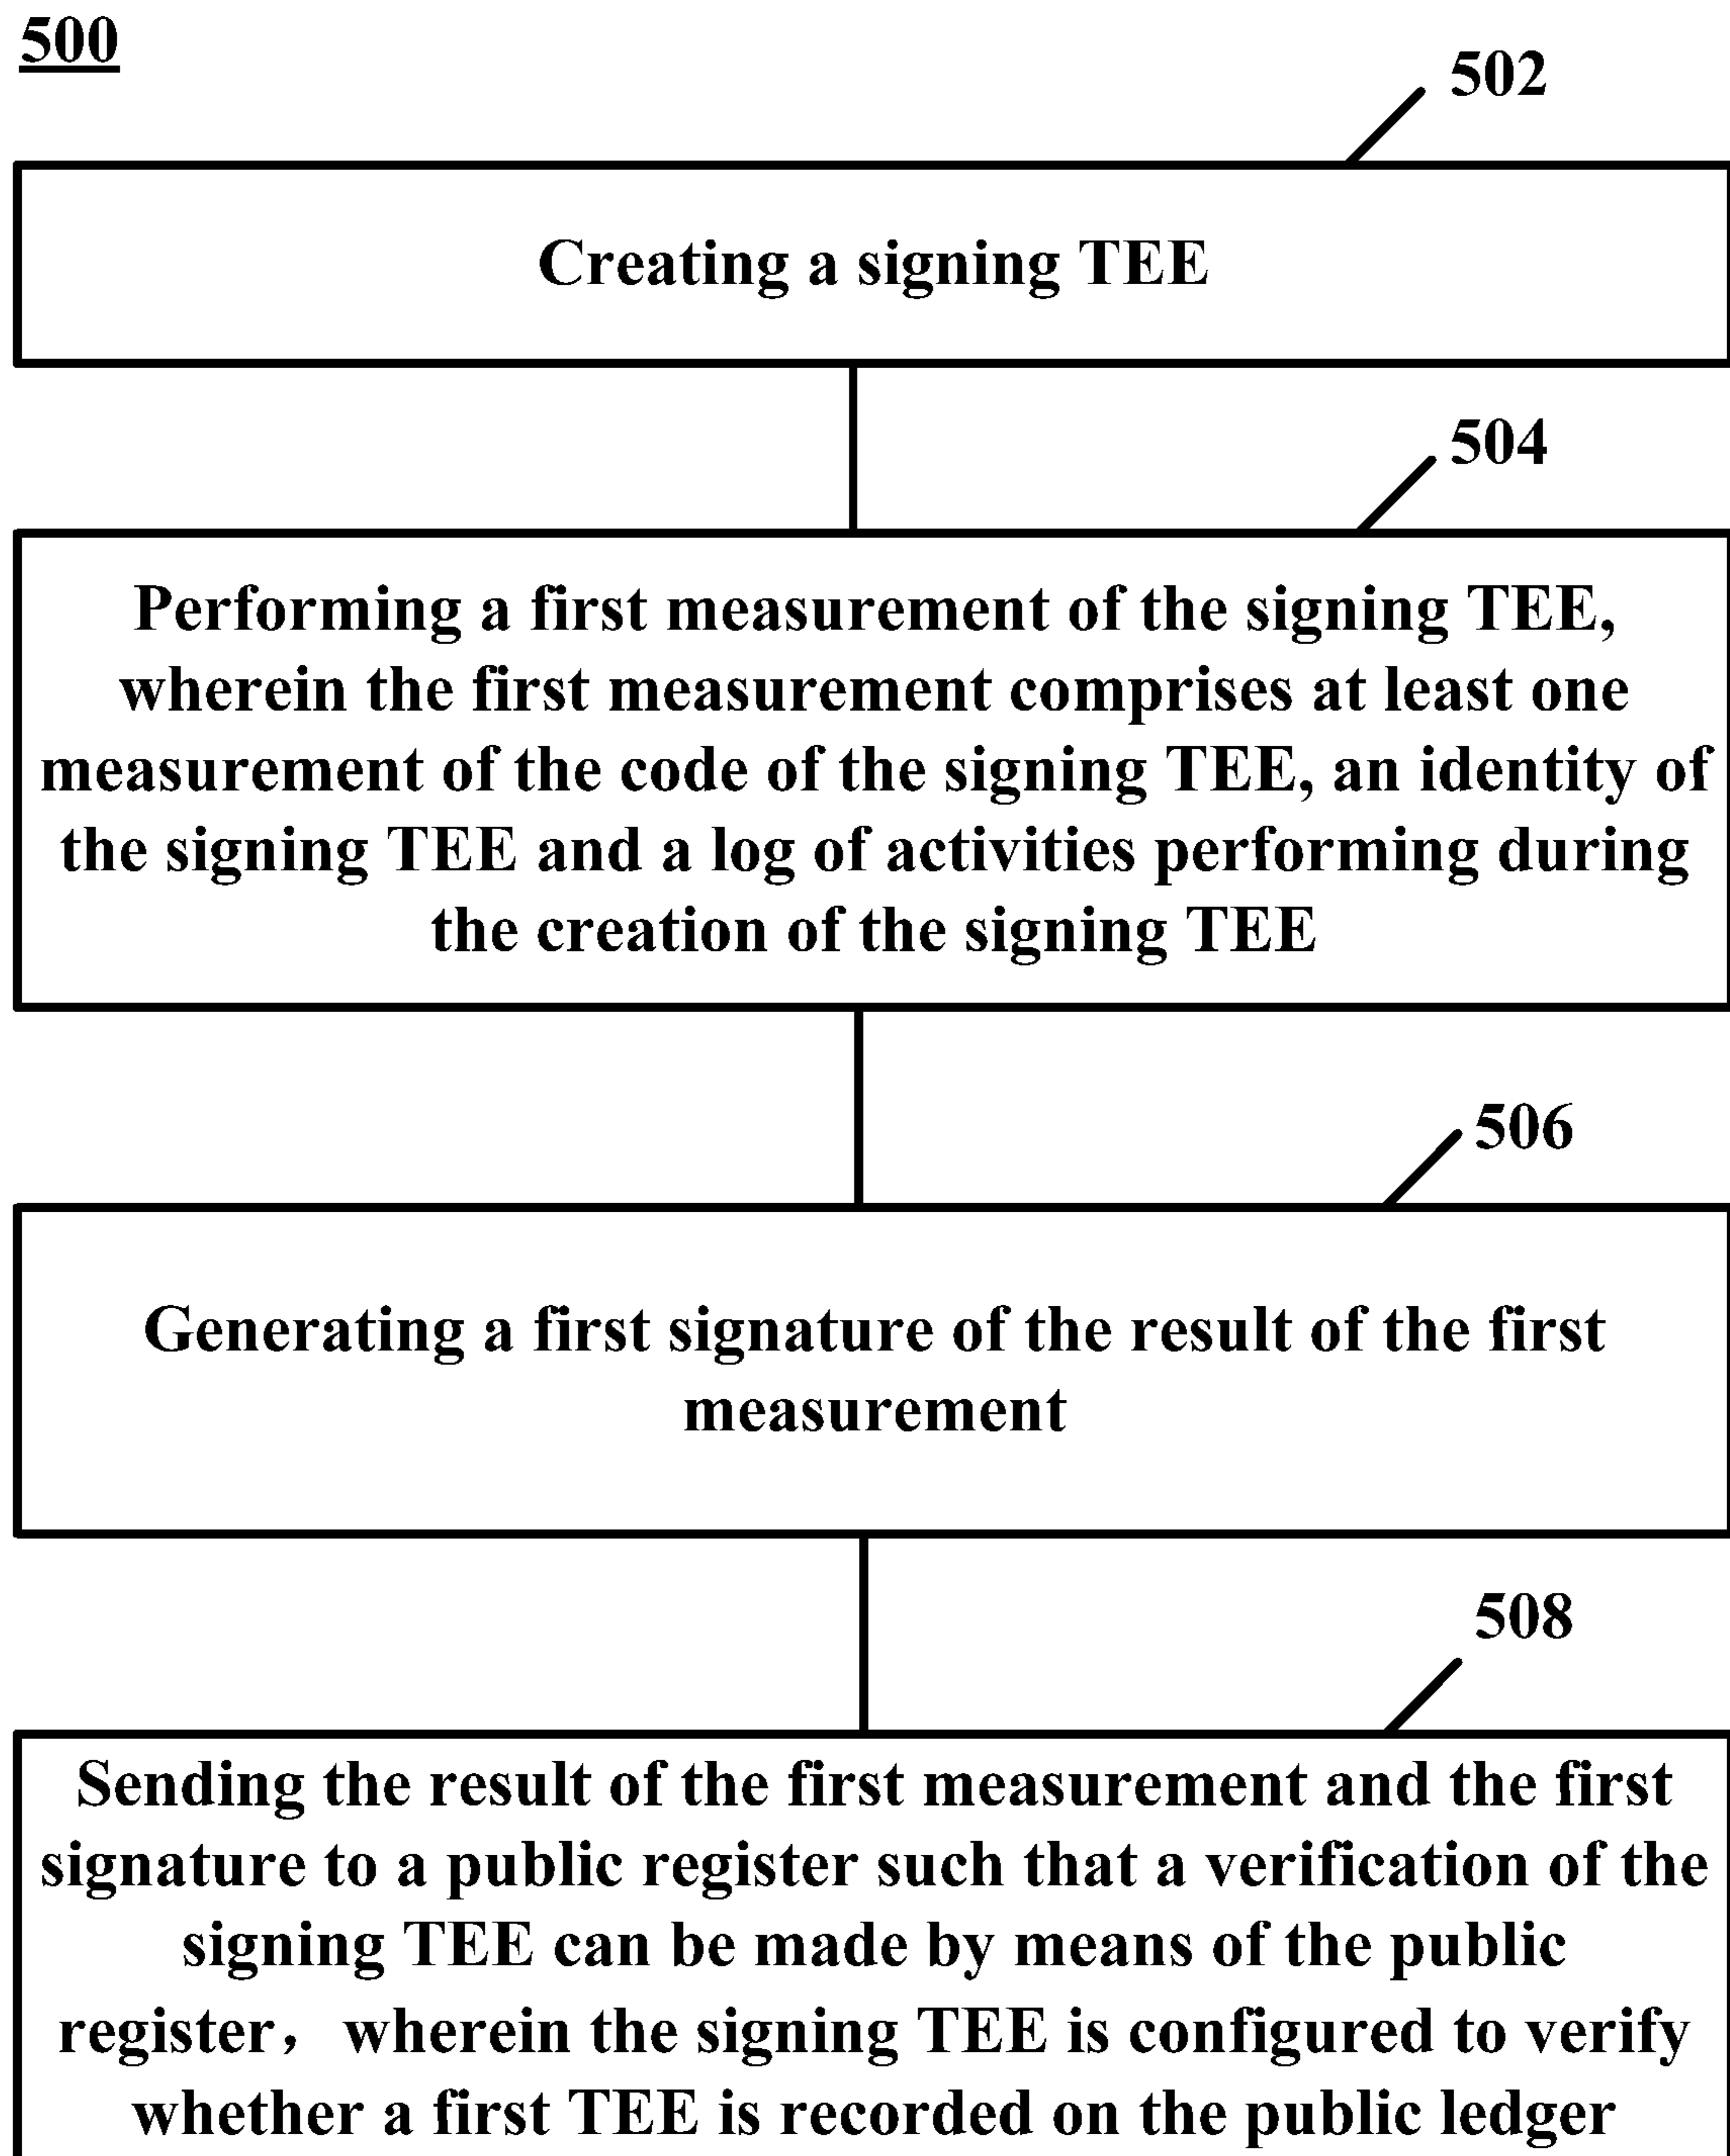 500
502
Creating a signing TEE
504
Performing a first measurement of the signing TEE,
wherein the first measurement comprises at least one
measurement of the code of the signing TEE, an identity of
the signing TEE and a log of activities performing during
the creation of the signing TEE
506
Generating a first signature of the result of the first
measurement
508
Sending the result of the first measurement and the first
signature to a public register such that a verification of the
signing TEE can be made by means of the public
register， wherein the signing TEE is configured to verify
whether a first TEE is recorded on the public ledger